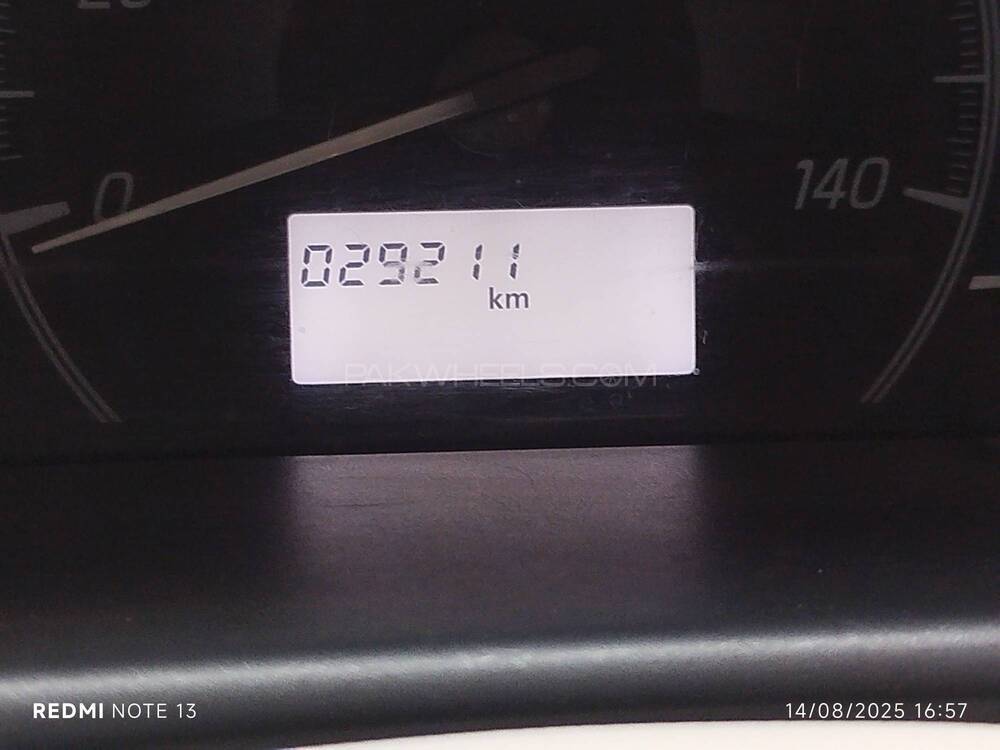 0
140
029211
km
PAKWHEELS.COM
REDMI NOTE 13
14/08/2025 16:57